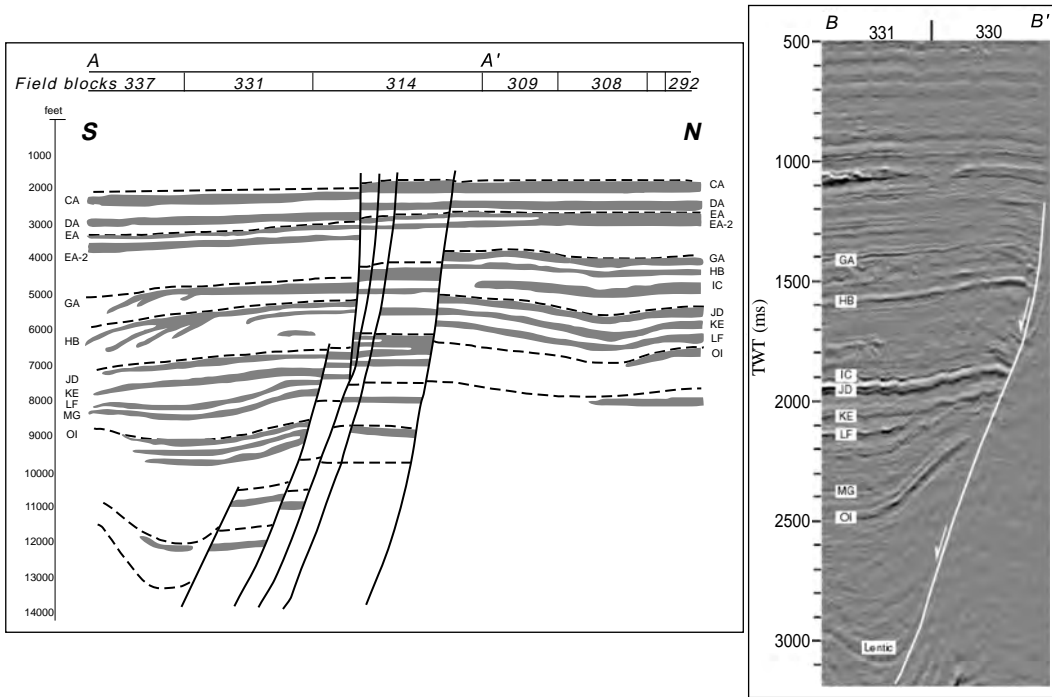 A A'
Field blocks 337 331 314 309 308 292
feet
S N
1000
2000
3000
4000
5000
6000
7000
8000
9000
10000
11000
12000
13000
14000
CA
DA
EA
EA-2
GA
HB
JD
KE
LF
MG
OI
CA
DA
EA
EA-2
GA
HB
IC
JD
KE
LF
OI
B B'
331 330
TWT (ms)
500
1000
1500
2000
2500
3000
GA
HB
IC
JD
KE
LF
MG
OI
Lentic